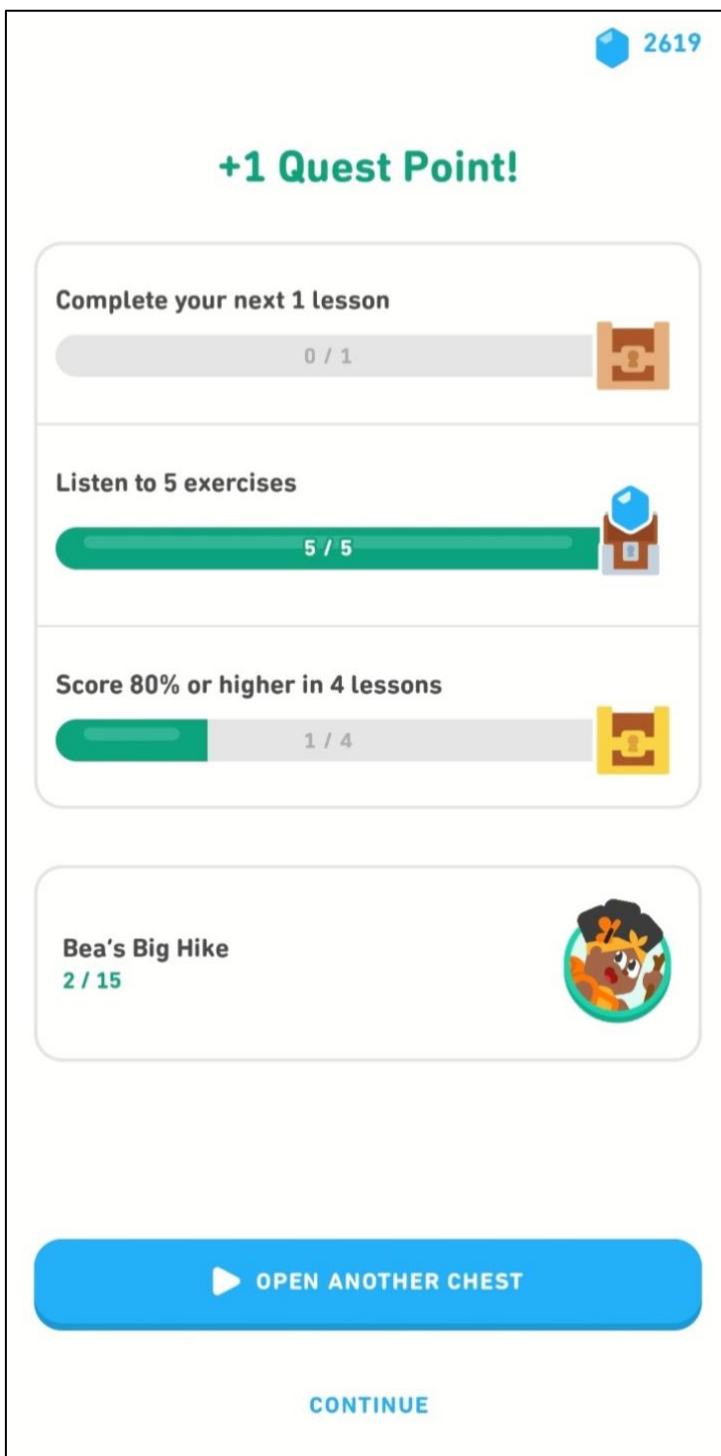 2619
+1 Quest Point!
Complete your next 1 lesson
0 / 1
Listen to 5 exercises
5 / 5
Score 80% or higher in 4 lessons
1 / 4
Bea's Big Hike
2 / 15
OPEN ANOTHER CHEST
CONTINUE